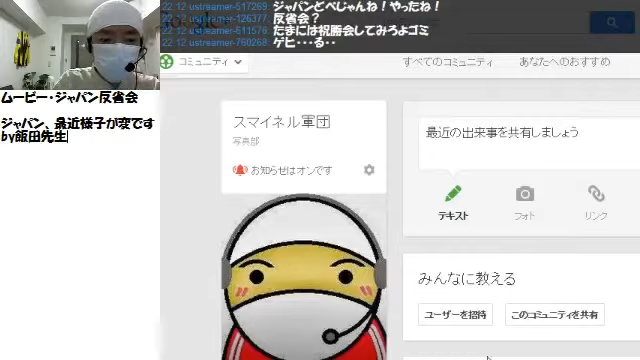 22 12 ustreamer-517269: ジャパンどべじゃんね！やったね！
22 12 ustreamer-126377: 反省会？
22 12 ustreamer-611576: たまには祝勝会してみろよゴミ
22 12 ustreamer-760268: ゲヒ・・・る・・
コミュニティ
すべてのコミュニティ
あなたへのおすすめ
ムービー・ジャパン反省会
ジャパン、最近様子が変です
by飯田先生
スマイネル軍団
写真部
お知らせはオンです
最近の出来事を共有しましょう
テキスト
フォト
リンク
みんなに教える
ユーザーを招待
このコミュニティを共有